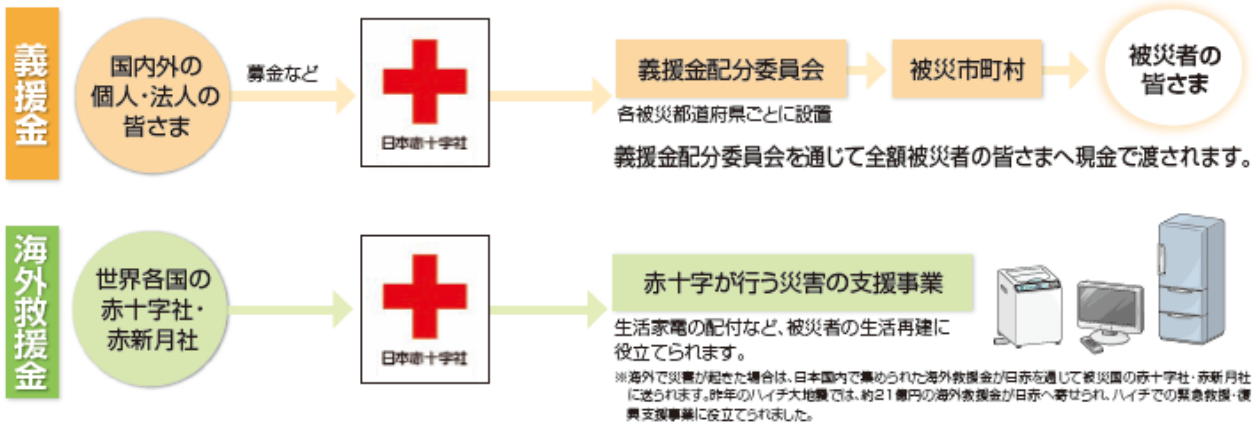 義援金
国内外の
個人・法人の
皆さま
募金など
日本赤十字社
義援金配分委員会
被災市町村
被災者の
皆さま
各被災都道府県ごとに設置
義援金配分委員会を通じて全額被災者の皆さまへ現金で渡されます。
海外救援金
世界各国の
赤十字社・
赤新月社
日本赤十字社
赤十字が行う災害の支援事業
生活家電の配付など、被災者の生活再建に
役立てられます。
※海外で災害が起きた場合は、日本国内で集められた海外救援金が日赤を通じて被災国の赤十字社・赤新月社
に送られます。昨年のハイチ大地震では、約21億円の海外救援金が日赤へ寄せられ、ハイチでの緊急救援・復
興支援事業に役立てられました。